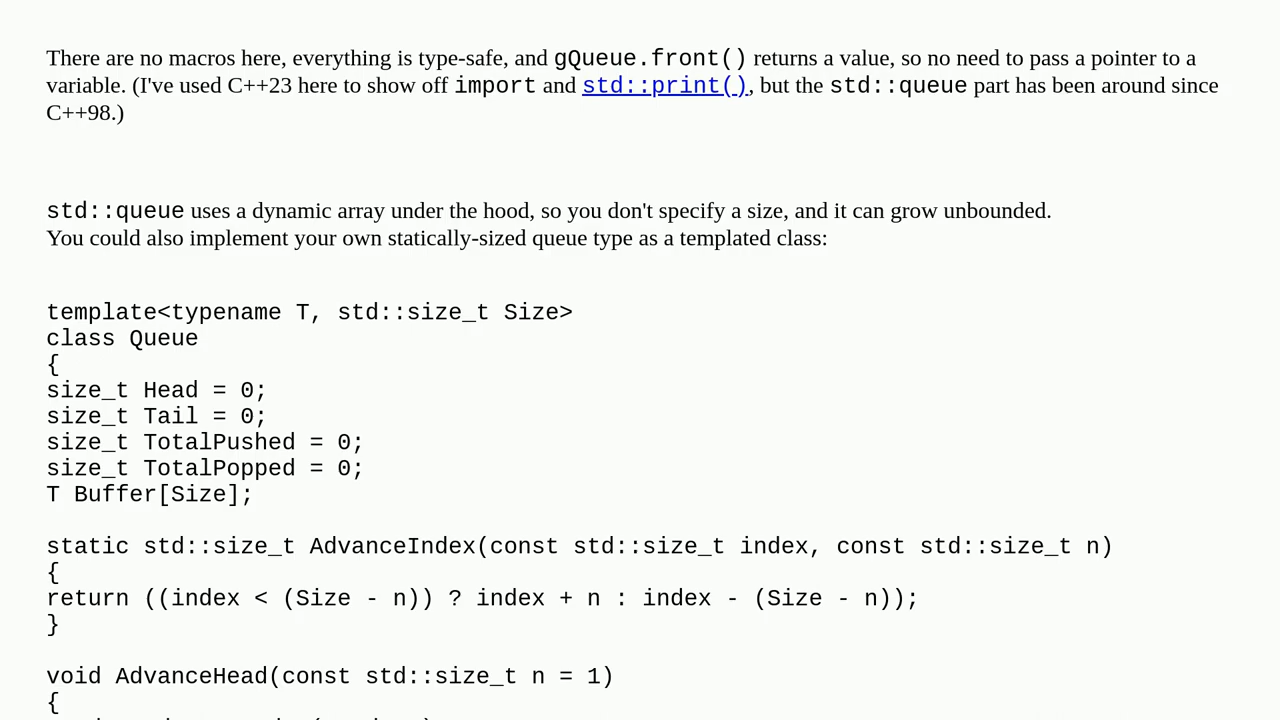 There are no macros here, everything is type-safe, and gQueue.front() returns a value, so no need to pass a pointer to a
variable. (I've used C++23 here to show off import and std::print(), but the std::queue part has been around since
C++98.)
std::queue uses a dynamic array under the hood, so you don't specify a size, and it can grow unbounded.
You could also implement your own statically-sized queue type as a templated class:
template<typename T, std::size_t Size>
class Queue
{
size_t Head = 0;
size_t Tail = 0;
size_t TotalPushed = 0;
size_t TotalPopped = 0;
T Buffer[Size];
static std::size_t AdvanceIndex(const std::size_t index, const std::size_t n)
{
return ((index < (Size - n)) ? index + n : index - (Size - n));
}
void AdvanceHead(const std::size_t n = 1)
{